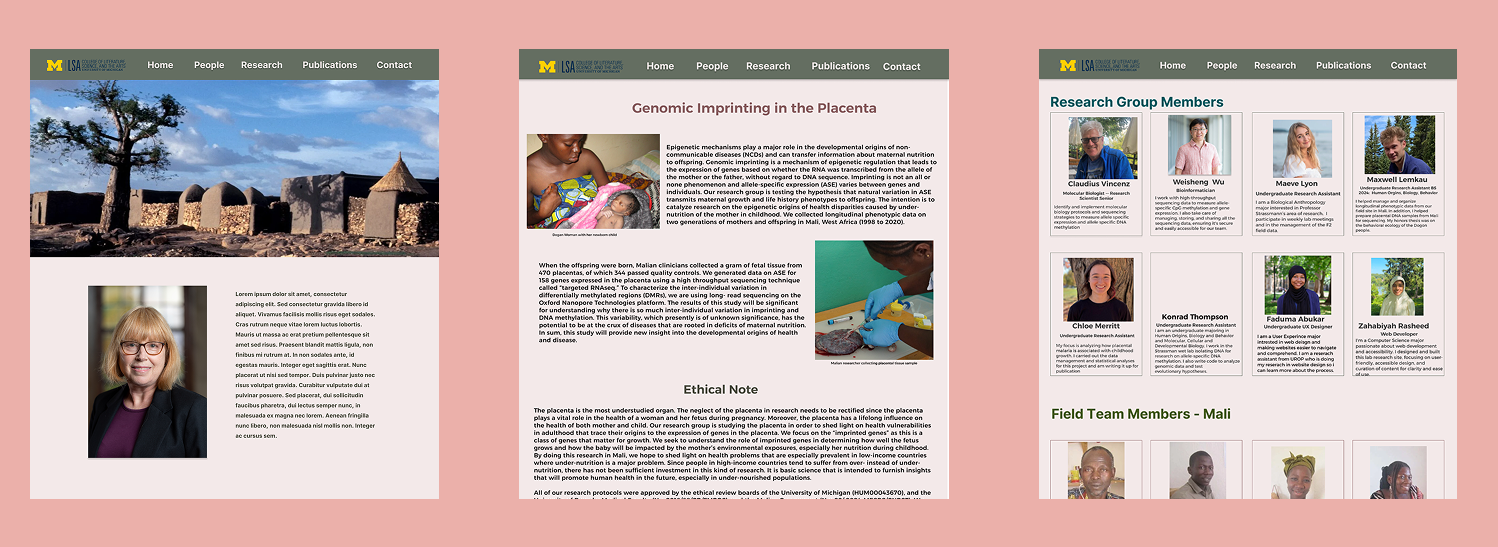 M LSA COLLEGE OF LITERATURE, SCIENCE, AND THE ARTS
UNIVERSITY OF MICHIGAN
Home People Research Publications Contact
Lorem ipsum dolor sit amet, consectetur
adipiscing elit. Sed consectetur gravida libero id
aliquet. Vivamus facilisis mollis risus eget sodales.
Cras rutrum neque vitae lorem luctus lobortis.
Mauris ut massa ac erat pretium pellentesque sit
amet sed risus. Praesent blandit mattis ligula, non
finibus mi rutrum at. In non sodales ante, id
egestas mauris. Integer eget sagittis erat. Nunc
placerat ut nisi sed tempor. Duis pulvinar justo nec
risus volutpat gravida. Curabitur vulputate dui at
pulvinar posuere. Sed placerat, dui sollicitudin
faucibus pharetra, dui lectus semper nunc, in
malesuada ex magna nec lorem. Aenean fringilla
nunc libero, non malesuada nisl mollis non. Integer
ac cursus sem.
M LSA COLLEGE OF LITERATURE, SCIENCE, AND THE ARTS
UNIVERSITY OF MICHIGAN
Home People Research Publications Contact
Genomic Imprinting in the Placenta
Epigenetic mechanisms play a major role in the developmental origins of non-
communicable diseases (NCDs) and can transfer information about maternal nutrition
to offspring. Genomic imprinting is a mechanism of epigenetic regulation that leads to
the expression of genes based on whether the RNA was transcribed from the allele of
the mother or the father, without regard to DNA sequence. Imprinting is not an all or
none phenomenon and allele-specific expression (ASE) varies between genes and
individuals. Our research group is testing the hypothesis that natural variation in ASE
transmits maternal growth and life history phenotypes to offspring. The intention is to
catalyze research on the epigenetic origins of health disparities caused by under-
nutrition of the mother in childhood. We collected longitudinal phenotypic data on
two generations of mothers and offspring in Mali, West Africa (1998 to 2020).
Dogon Woman with her newborn child
When the offspring were born, Malian clinicians collected a gram of fetal tissue from
470 placentas, of which 344 passed quality controls. We generated data on ASE for
158 genes expressed in the placenta using a high throughput sequencing technique
called "targeted RNAseq." To characterize the inter-individual variation in
differentially methylated regions (DMRs), we are using long- read sequencing on the
Oxford Nanopore Technologies platform. The results of this study will be significant
for understanding why there is so much inter-individual variation in imprinting and
DNA methylation. This variability, which presently is of unknown significance, has the
potential to be at the crux of diseases that are rooted in deficits of maternal nutrition.
In sum, this study will provide new insight into the developmental origins of health
and disease.
Malian researcher collecting placental tissue sample
Ethical Note
The placenta is the most understudied organ. The neglect of the placenta in research needs to be rectified since the placenta
plays a vital role in the health of a woman and her fetus during pregnancy. Moreover, the placenta has a lifelong influence on
the health of both mother and child. Our research group is studying the placenta in order to shed light on health vulnerabilities
in adulthood that trace their origins to the expression of genes in the placenta. We focus on the "imprinted genes" as this is a
class of genes that matter for growth. We seek to understand the role of imprinted genes in determining how well the fetus
grows and how the baby will be impacted by the mother's environmental exposures, especially her nutrition during childhood.
By doing this research in Mali, we hope to shed light on health problems that are especially prevalent in low-income countries
where under-nutrition is a major problem. Since people in high-income countries tend to suffer from over- instead of under-
nutrition, there has not been sufficient investment in this kind of research. It is basic science that is intended to furnish insights
that will promote human health in the future, especially in under-nourished populations.
All of our research protocols were approved by the ethical review boards of the University of Michigan (HUM00043670), and the
M LSA COLLEGE OF LITERATURE, SCIENCE, AND THE ARTS
UNIVERSITY OF MICHIGAN
Home People Research Publications Contact
Research Group Members
Claudius Vincenz
Molecular Biologist -- Research
Scientist Senior
Identify and implement molecular
biology protocols and sequencing
strategies to measure allele specific
expression and allele specific DNA
methylation
Weisheng Wu
Bioinformatician
I work with high throughput
sequencing data to measure allele-
specific CpG methylation and gene
expression. I also take care of
managing, storing, and sharing all the
sequencing data, ensuring it's secure
and easily accessible for our team.
Maeve Lyon
Undergraduate Research Assistant
I am a Biological Anthropology
major interested in Professor
Strassmann's area of research. I
participate in weekly lab meetings
and in the management of the F2
field data.
Maxwell Lemkau
Undergraduate Research Assistant BS
2024 Human Orgins, Biology, Behavior
I helped manage and organize
longitudinal phenotypic data from our
field site in Mali. In addition, I helped
prepare placental DNA samples from Mali
for sequencing. My honors thesis was on
the behavioral ecology of the Dogon
people.
Chloe Merritt
Undergraduate Research Assistant
My focus is analyzing how placental
malaria is associated with childhood
growth. I carried out the data
management and statistical analyses
for this project and am writing it up for
publication
Konrad Thompson
Undergraduate Research Assistant
I am an undergraduate majoring in
Human Origins, Biology and Behavior
and Molecular, Cellular and
Developmental Biology. I work in the
Strassmen wet lab isolating DNA for
research on allele specific DNA
methylation. I also write code to analyze
genomic data and test
evolutionary hypotheses.
Faduma Abukar
Undergraduate UX Designer
I am a User Experince major
interested in web design and
making websites easier to navigate
and comprehend. I am a reserach
assistant from UROP who is doing
my reserach in website design so I
can learn more about the process.
Zahabiyah Rasheed
Web Developer
I'm a Computer Science major
passionate about web development
and accessibility. I designed and built
this lab research site, focusing on user-
friendly, accessible design, and
curation of content for clarity and ease
of use.
Field Team Members - Mali